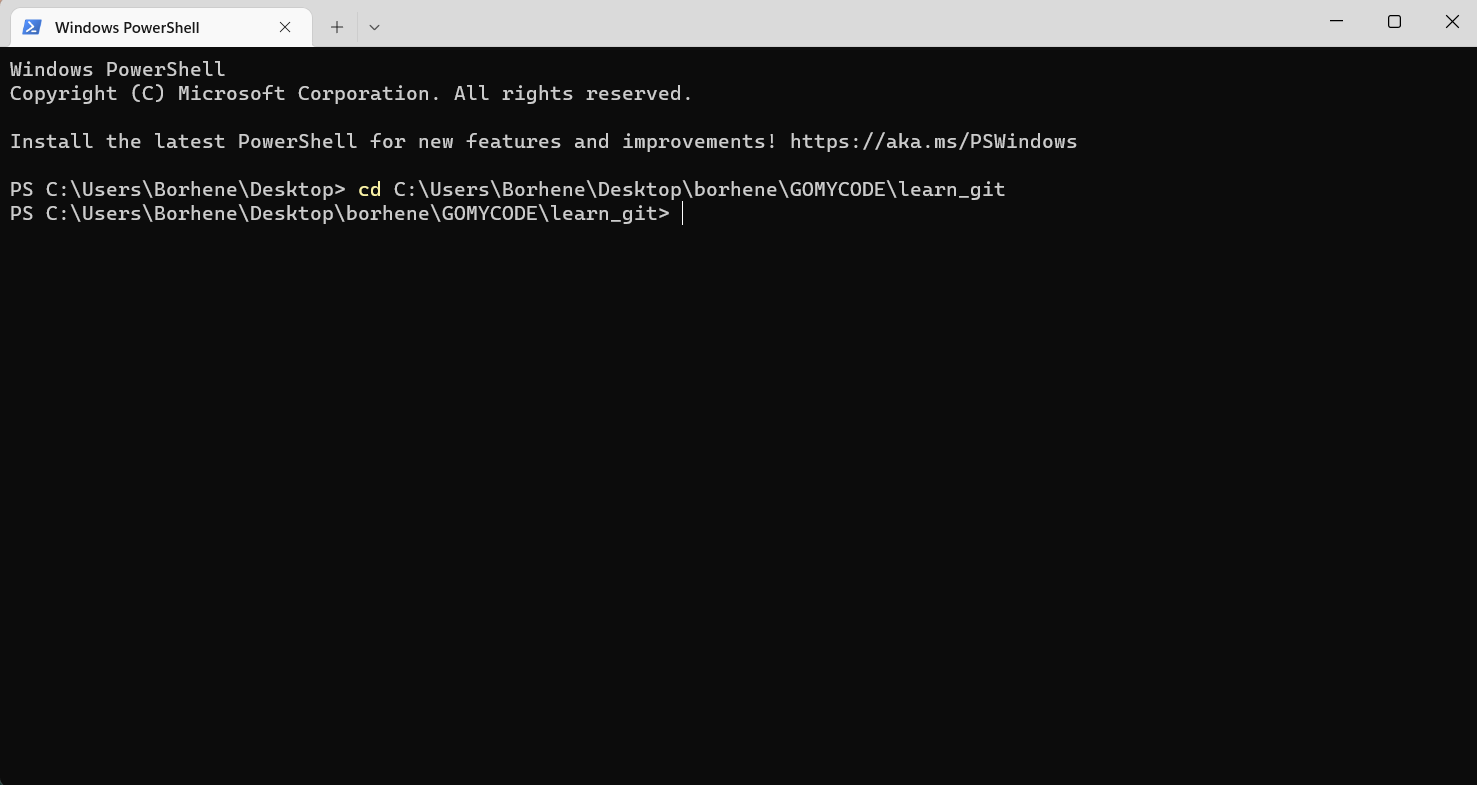 Windows PowerShell
Windows PowerShell
Copyright (C) Microsoft Corporation. All rights reserved.
Install the latest PowerShell for new features and improvements! https://aka.ms/PSWindows
PS C:\Users\Borhene\Desktop> cd C:\Users\Borhene\Desktop\borhene\GOMYCODE\learn_git
PS C:\Users\Borhene\Desktop\borhene\GOMYCODE\learn_git>